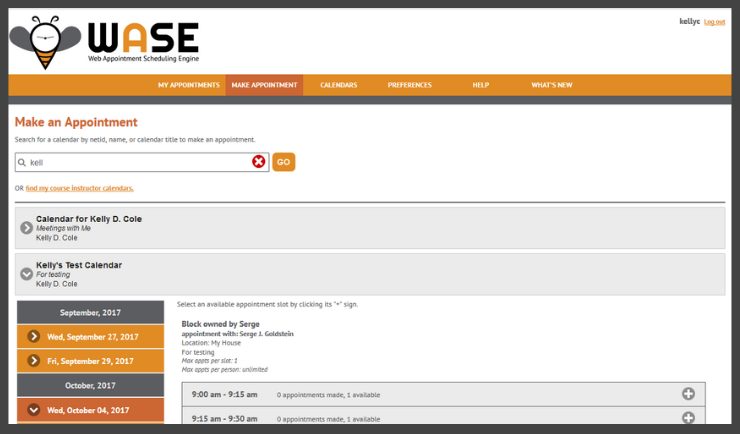 WASE
Web Appointment Scheduling Engine
kellyc Log out
MY APPOINTMENTS MAKE APPOINTMENT CALENDARS PREFERENCES HELP WHAT'S NEW
Make an Appointment
Search for a calendar by netid, name, or calendar title to make an appointment.
kell
GO
OR find my course instructor calendars.
Calendar for Kelly D. Cole
Meetings with Me
Kelly D. Cole
Kelly's Test Calendar
For testing
Kelly D. Cole
September, 2017
Wed, September 27, 2017
Fri, September 29, 2017
October, 2017
Wed, October 04, 2017
Select an available appointment slot by clicking its "+" sign.
Block owned by Serge
appointment with: Serge J. Goldstein
Location: My House
For testing
Max appts per slot: 1
Max appts per person: unlimited
9:00 am - 9:15 am 0 appointments made, 1 available
9:15 am - 9:30 am 0 appointments made, 1 available